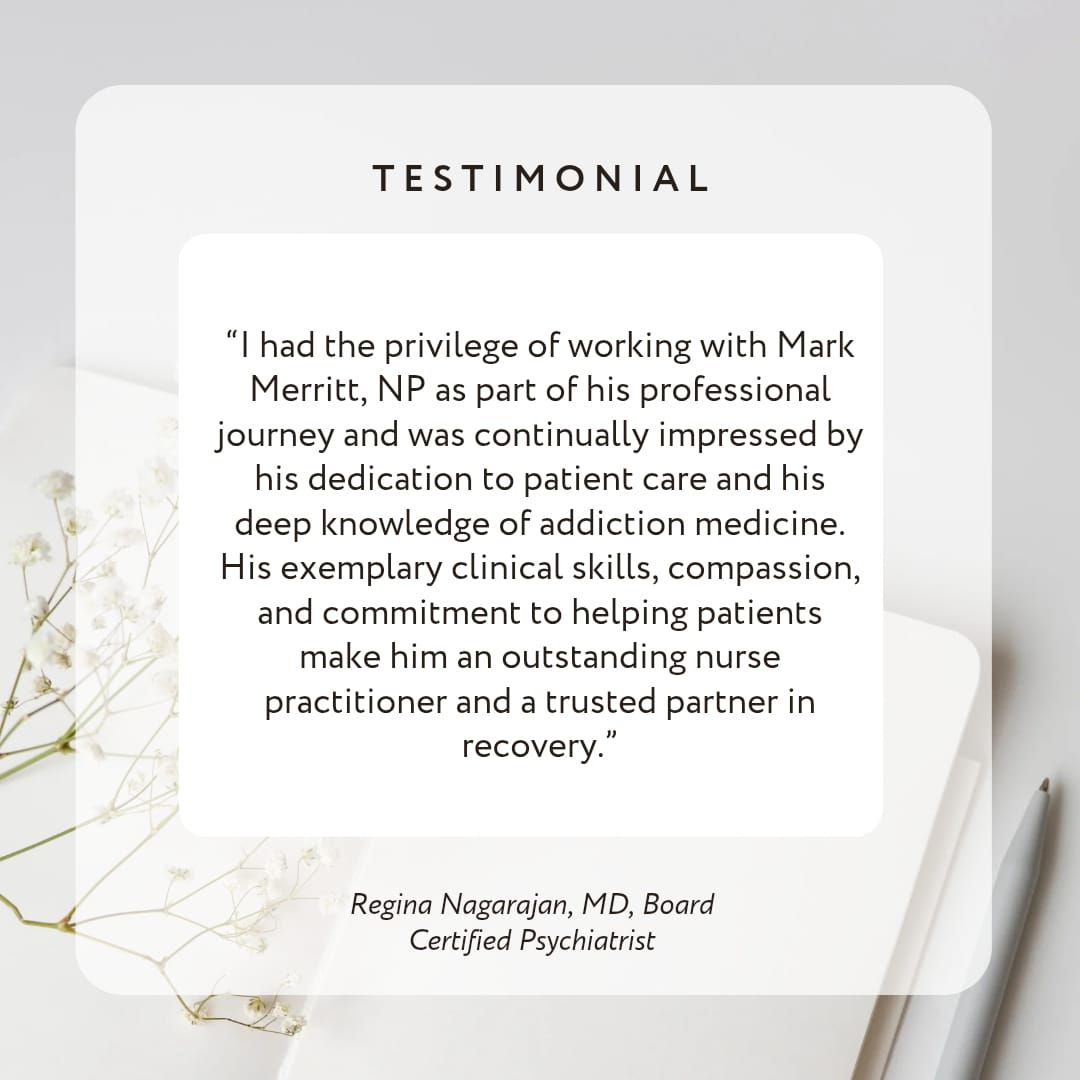 TESTIMONIAL
“I had the privilege of working with Mark
Merritt, NP as part of his professional
journey and was continually impressed by
his dedication to patient care and his
deep knowledge of addiction medicine.
His exemplary clinical skills, compassion,
and commitment to helping patients
make him an outstanding nurse
practitioner and a trusted partner in
recovery.”
Regina Nagarajan, MD, Board
Certified Psychiatrist